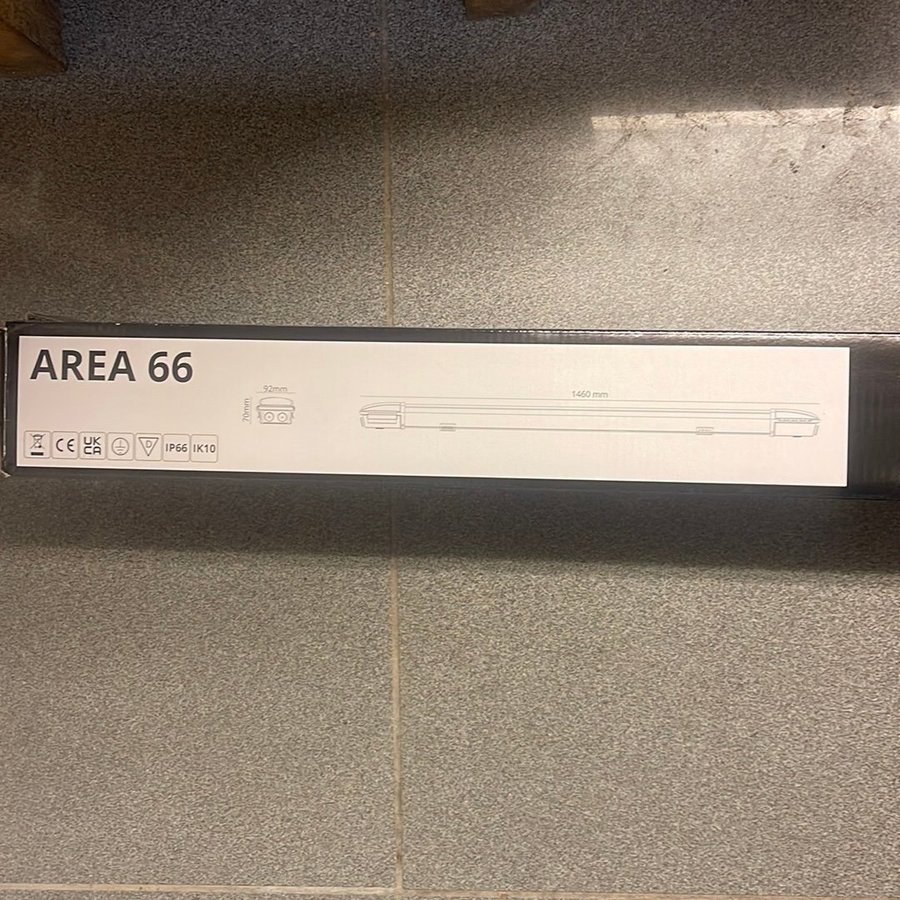 AREA 66
92mm
70mm
1460 mm
CE UK CA D IP66 IK10